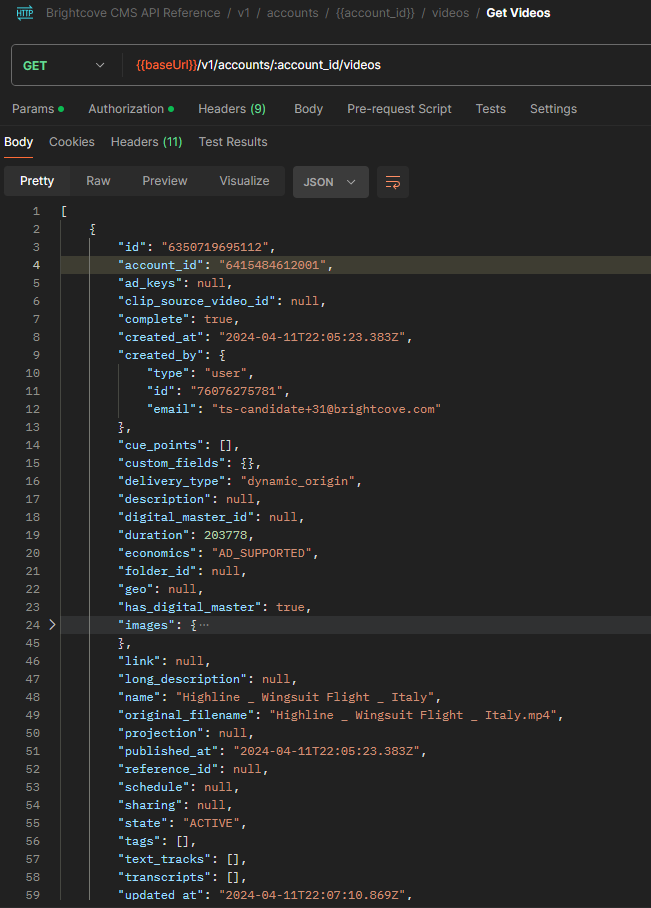 HTTP Brightcove CMS API Reference / v1 / accounts / {{account_id}} / videos / Get Videos
GET {{baseUrl}}/v1/accounts/:account_id/videos
Params Authorization Headers (9) Body Pre-request Script Tests Settings
Body Cookies Headers (11) Test Results
Pretty Raw Preview Visualize JSON
1 [
2 {
3 "id": "6350719695112",
4 "account_id": "6415484612001",
5 "ad_keys": null,
6 "clip_source_video_id": null,
7 "complete": true,
8 "created_at": "2024-04-11T22:05:23.383Z",
9 "created_by": {
10 "type": "user",
11 "id": "76076275781",
12 "email": "ts-candidate+31@brightcove.com"
13 },
14 "cue_points": [],
15 "custom_fields": {},
16 "delivery_type": "dynamic_origin",
17 "description": null,
18 "digital_master_id": null,
19 "duration": 203778,
20 "economics": "AD_SUPPORTED",
21 "folder_id": null,
22 "geo": null,
23 "has_digital_master": true,
24 "images": { ⋯
45 },
46 "link": null,
47 "long_description": null,
48 "name": "Highline _ Wingsuit Flight _ Italy",
49 "original_filename": "Highline _ Wingsuit Flight _ Italy.mp4",
50 "projection": null,
51 "published_at": "2024-04-11T22:05:23.383Z",
52 "reference_id": null,
53 "schedule": null,
54 "sharing": null,
55 "state": "ACTIVE",
56 "tags": [],
57 "text_tracks": [],
58 "transcripts": [],
59 "updated_at": "2024-04-11T22:07:10.869Z",